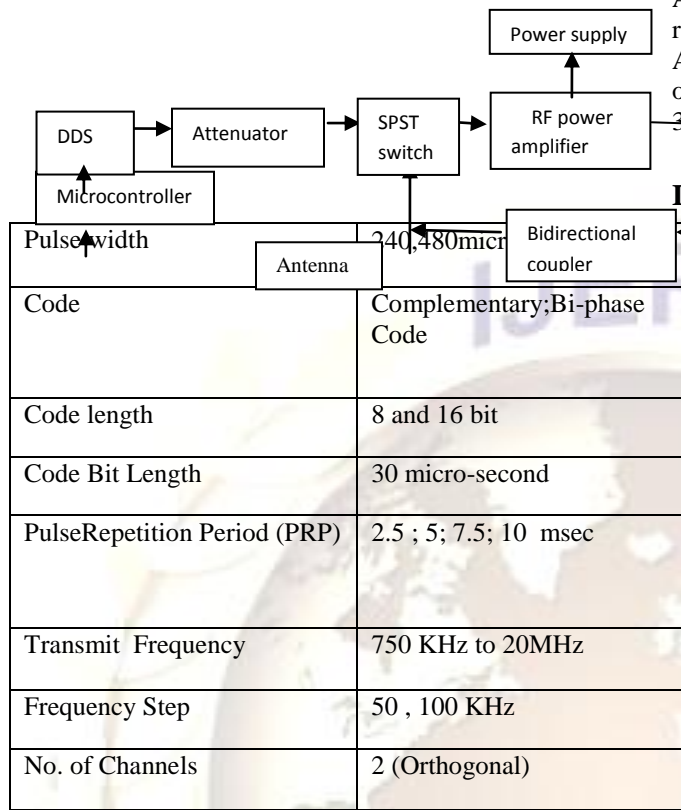 Power supply
DDS
Attenuator
SPST
switch
RF power
amplifier
Microcontroller
Bidirectional
coupler
Antenna
Pulse width
240,480micr
Code
Complementary;Bi-phase
Code
Code length
8 and 16 bit
Code Bit Length
30 micro-second
PulseRepetition Period (PRP)
2.5 ; 5; 7.5; 10 msec
Transmit Frequency
750 KHz to 20MHz
Frequency Step
50 , 100 KHz
No. of Channels
2 (Orthogonal)